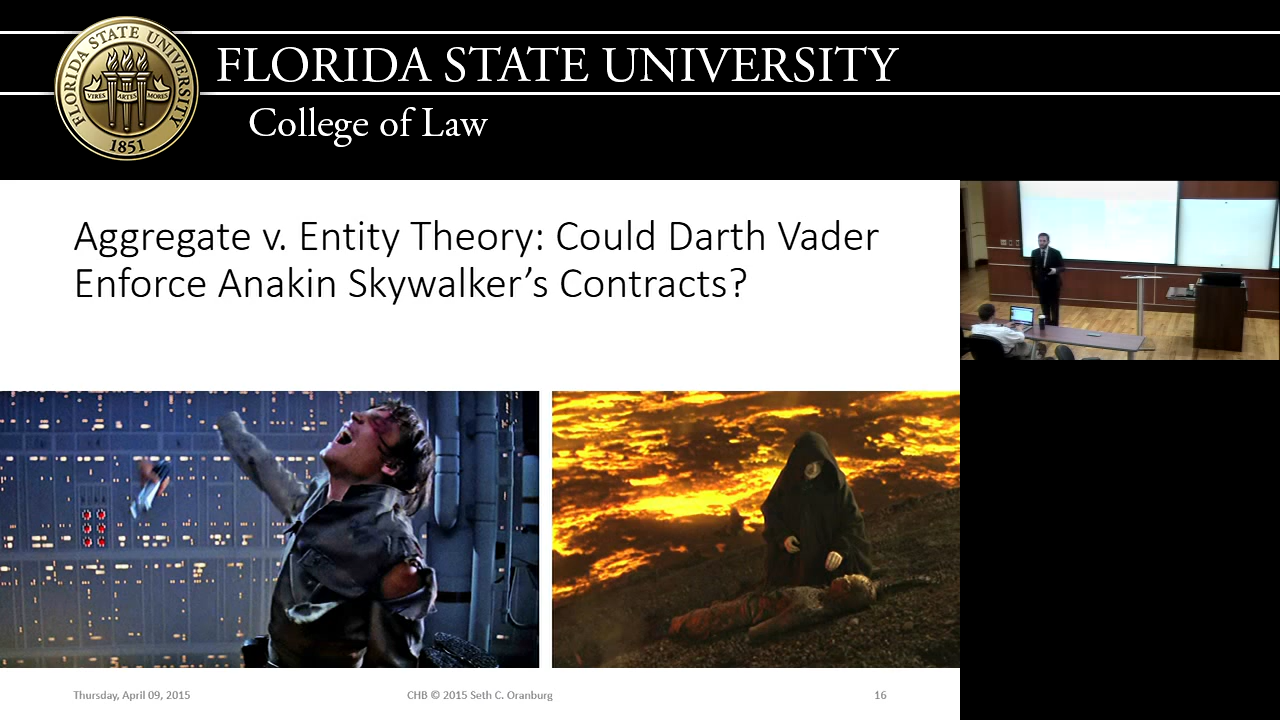 FLORIDA STATE UNIVERSITY
College of Law
FLORIDA STATE UNIVERSITY
VIRES ARTES MORES
1851
Aggregate v. Entity Theory: Could Darth Vader
Enforce Anakin Skywalker’s Contracts?
Thursday, April 09, 2015
CHB © 2015 Seth C. Oranburg
16